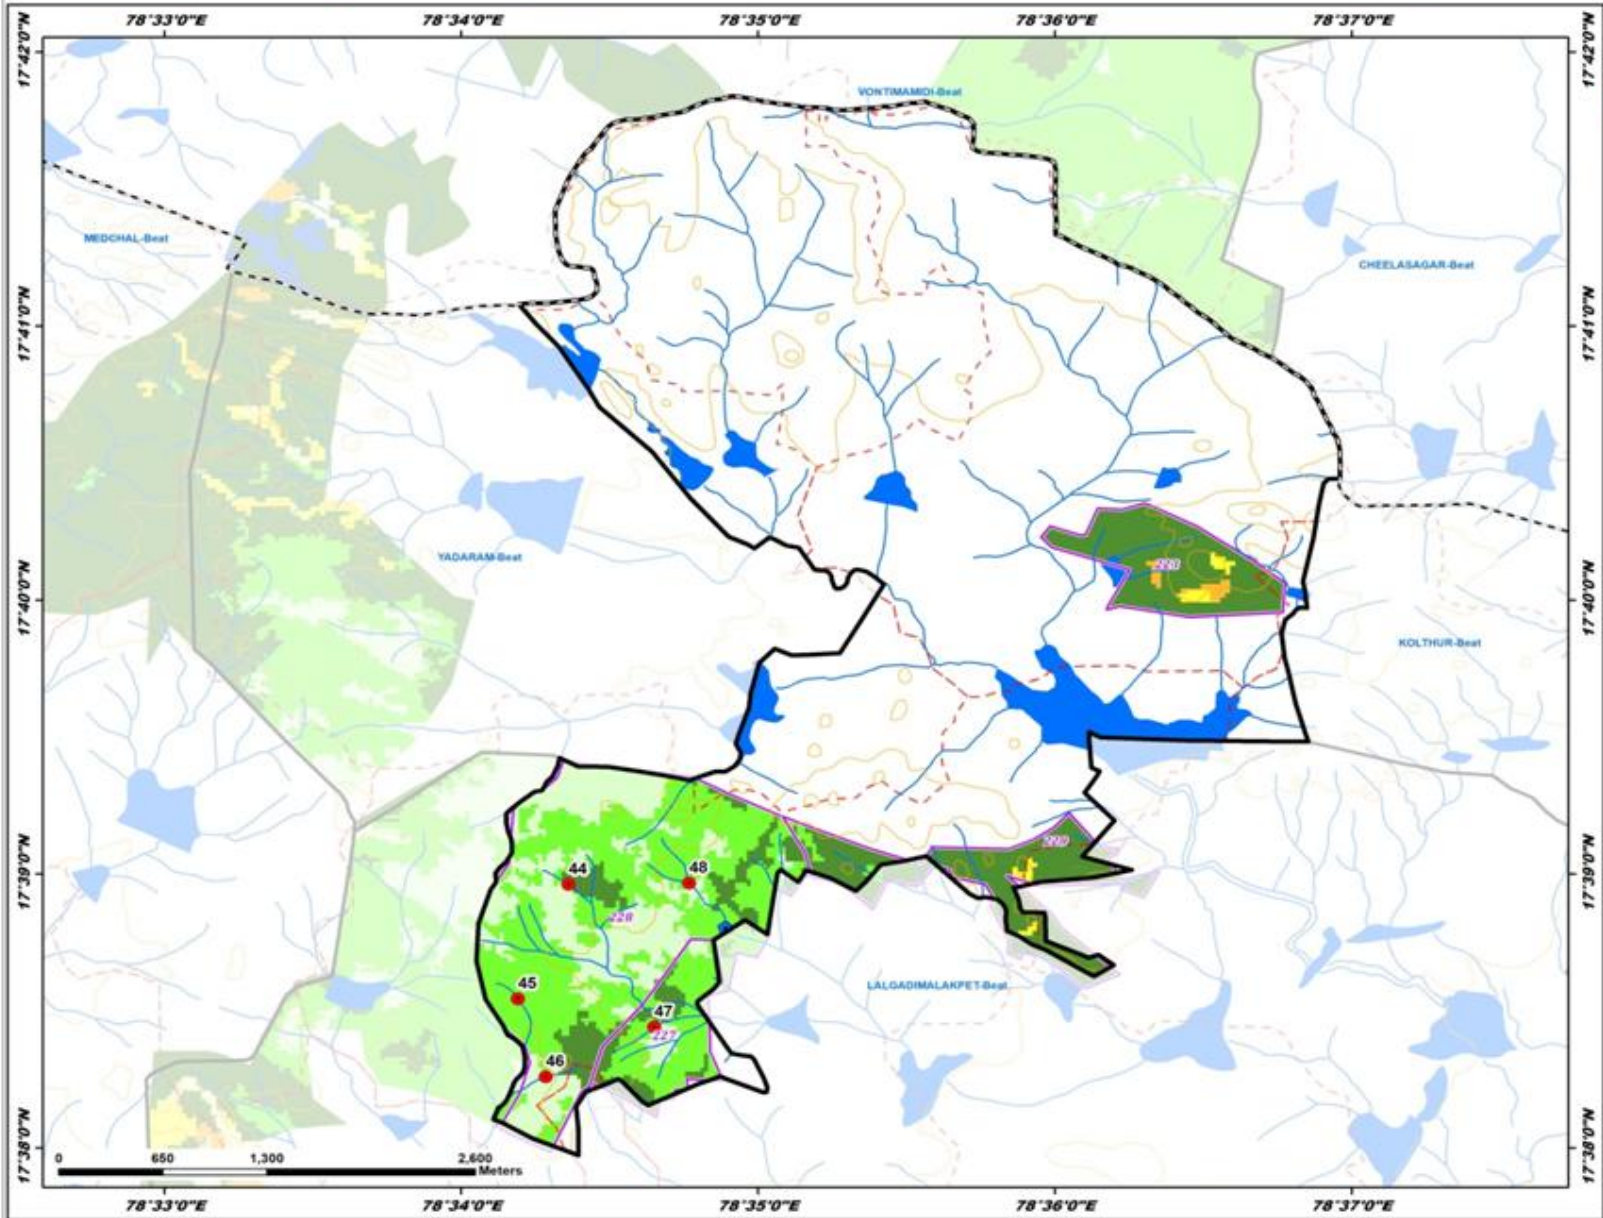 78°33'0"E 78°34'0"E 78°35'0"E 78°36'0"E 78°37'0"E
17°42'0"N 17°42'0"N
VONTIMAMIDI-Beat
MEDCHAL-Beat
CHEELASAGAR-Beat
17°41'0"N 17°41'0"N
YADARAM-Beat
17°40'0"N 17°40'0"N
KOLTHUR-Beat
229
17°39'0"N 17°39'0"N
44 48
228
LALGADIMALAKPET-Beat
45
47
227
46
17°38'0"N 17°38'0"N
0 650 1,300 2,600
Meters
78°33'0"E 78°34'0"E 78°35'0"E 78°36'0"E 78°37'0"E